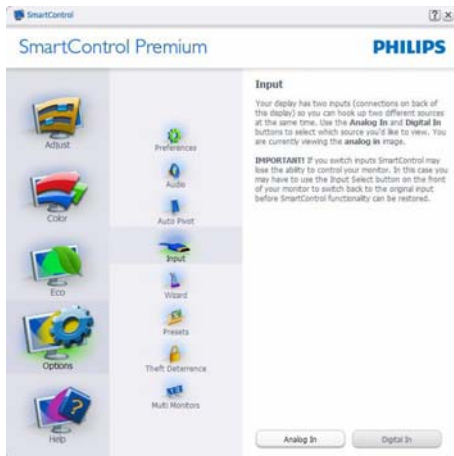 SmartControl
SmartControl Premium
PHILIPS
Adjust
Color
Eco
Options
Help
Preferences
Audio
Auto Pivot
Input
Wizard
Presets
Theft Deterrence
Multi Monitors
Input
Your display has two inputs (connections on back of
this display) so you can hook up two different sources
at the same time. Use the Analog In and Digital In
buttons to select which source you'd like to view. You
are currently viewing the analog in image.
IMPORTANT! If you switch inputs SmartControl may
lose the ability to control your monitor. In this case you
may have to use the Input Select button on the front
of your monitor to switch back to the original input
before SmartControl functionality can be restored.
Analog In
Digital In